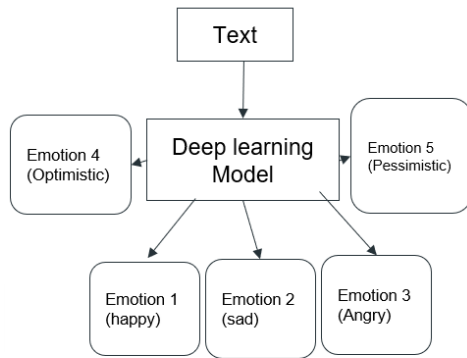 Text
Deep learning
Model
Emotion 4
(Optimistic)
Emotion 5
(Pessimistic)
Emotion 1
(happy)
Emotion 2
(sad)
Emotion 3
(Angry)